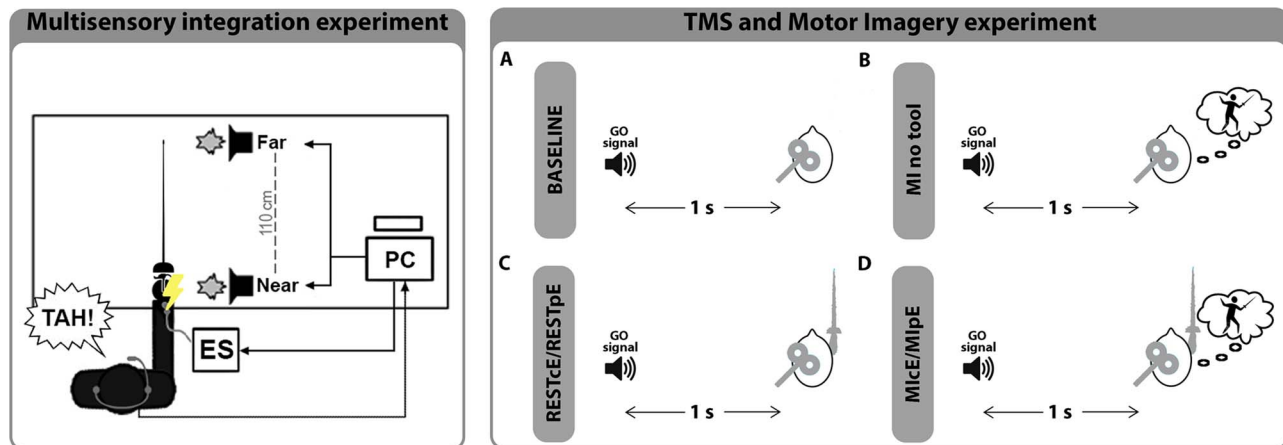 Multisensory integration experiment
Far
110 cm
Near
PC
TAH!
ES
TMS and Motor Imagery experiment
A
BASELINE
GO
signal
1 s
B
MI no tool
GO
signal
1 s
C
RESTcE/RESTpE
GO
signal
1 s
D
MIcE/MIpE
GO
signal
1 s